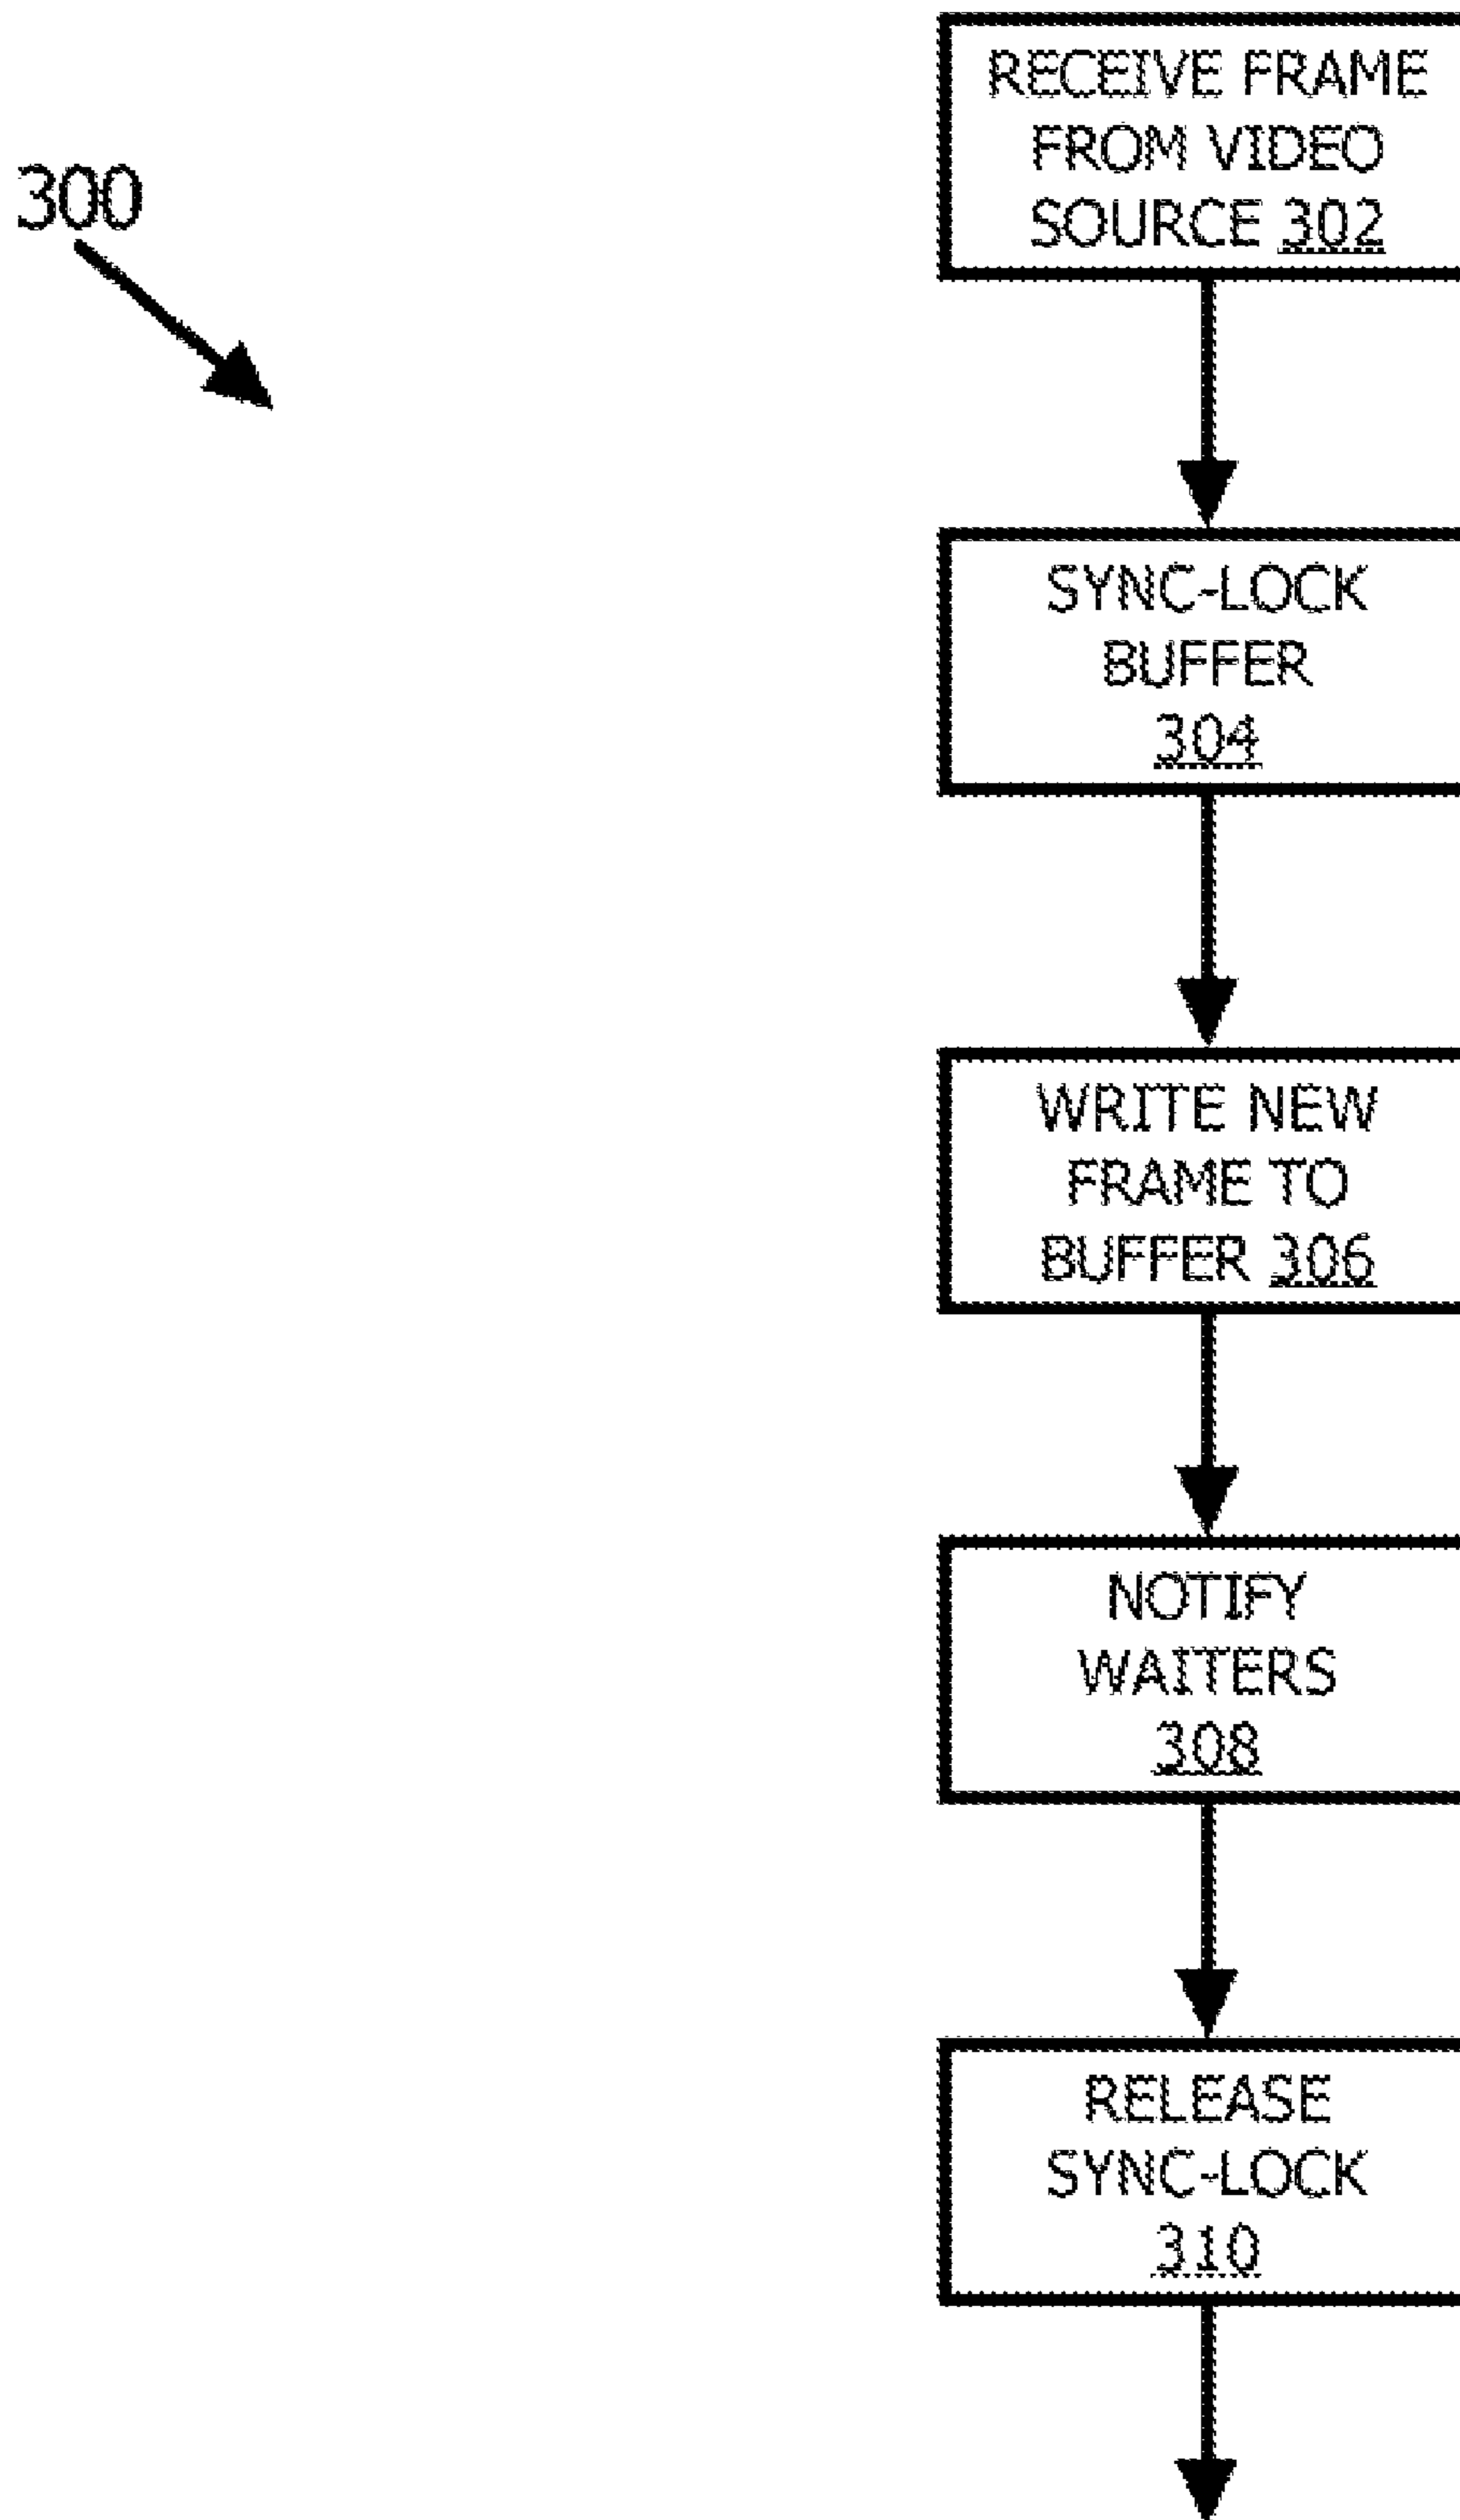 300
RECEIVE FRAME
FROM VIDEO
SOURCE 302
SYNC-LOCK
BUFFER
304
WRITE NEW
FRAME TO
BUFFER 306
NOTIFY
WAITERS
308
RELEASE
SYNC-LOCK
310